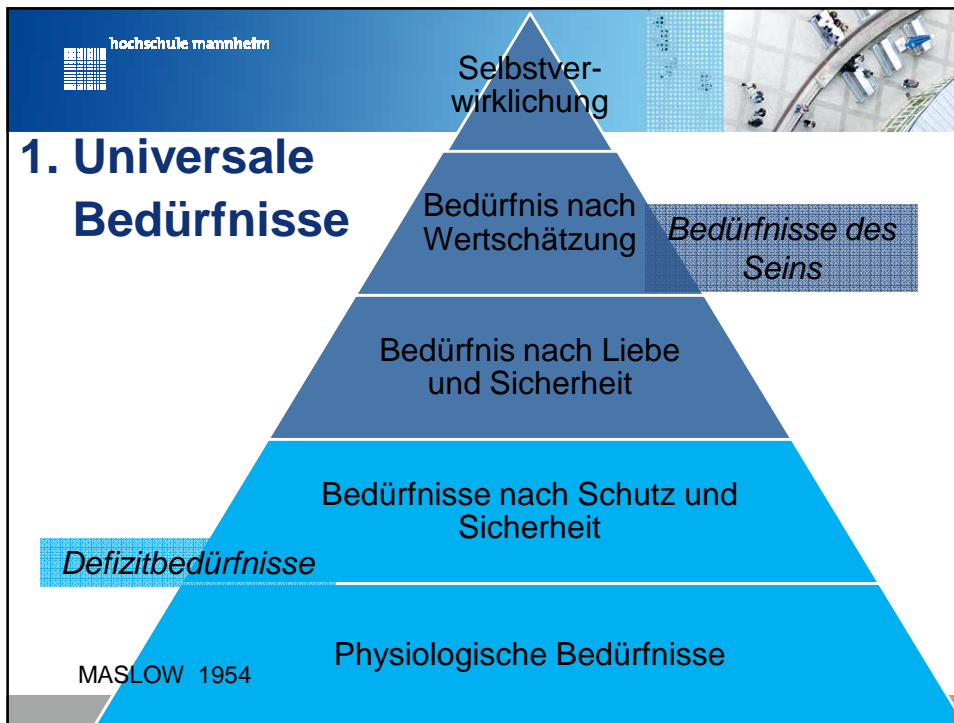 hochschule mannheim
1. Universale
Bedürfnisse
Selbstver-
wirklichung
Bedürfnis nach
Wertschätzung
Bedürfnisse des
Seins
Bedürfnis nach Liebe
und Sicherheit
Bedürfnisse nach Schutz und
Sicherheit
Defizitbedürfnisse
Physiologische Bedürfnisse
MASLOW 1954